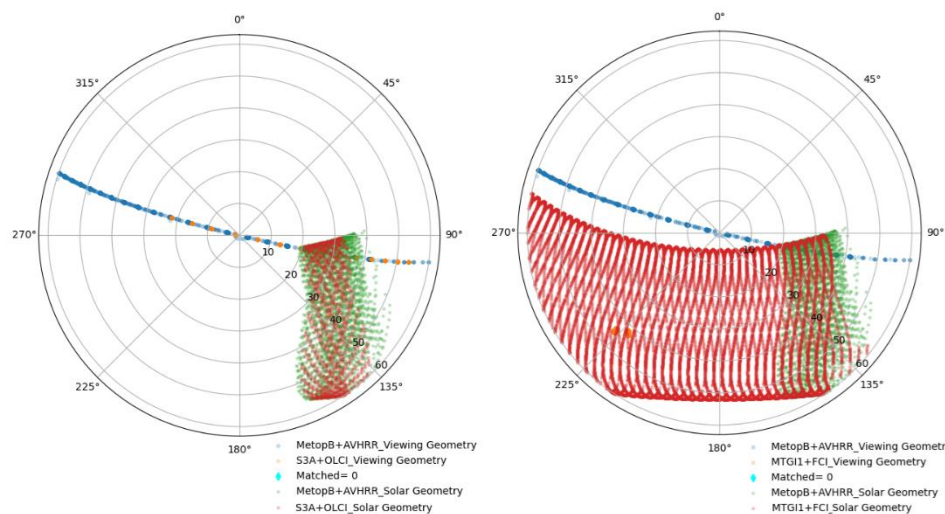 0°
315°
45°
270°
90°
10
20
30
40
50
60
225°
135°
180°
MetopB+AVHRR_Viewing Geometry
S3A+OLCI_Viewing Geometry
Matched= 0
MetopB+AVHRR_Solar Geometry
S3A+OLCI_Solar Geometry
0°
315°
45°
270°
90°
10
20
30
40
50
60
225°
135°
180°
MetopB+AVHRR_Viewing Geometry
MTGI1+FCI_Viewing Geometry
Matched= 0
MetopB+AVHRR_Solar Geometry
MTGI1+FCI_Solar Geometry